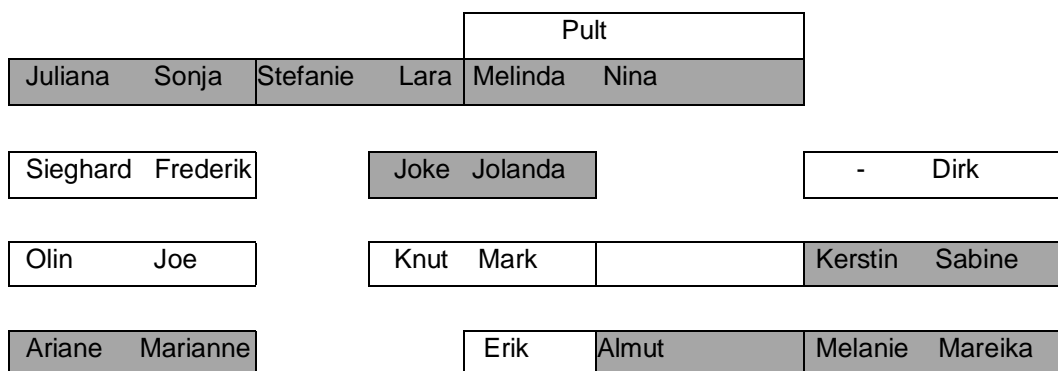 Pult
Juliana Sonja Stefanie Lara Melinda Nina
Sieghard Frederik Joke Jolanda - Dirk
Olin Joe Knut Mark Kerstin Sabine
Ariane Marianne Erik Almut Melanie Mareika